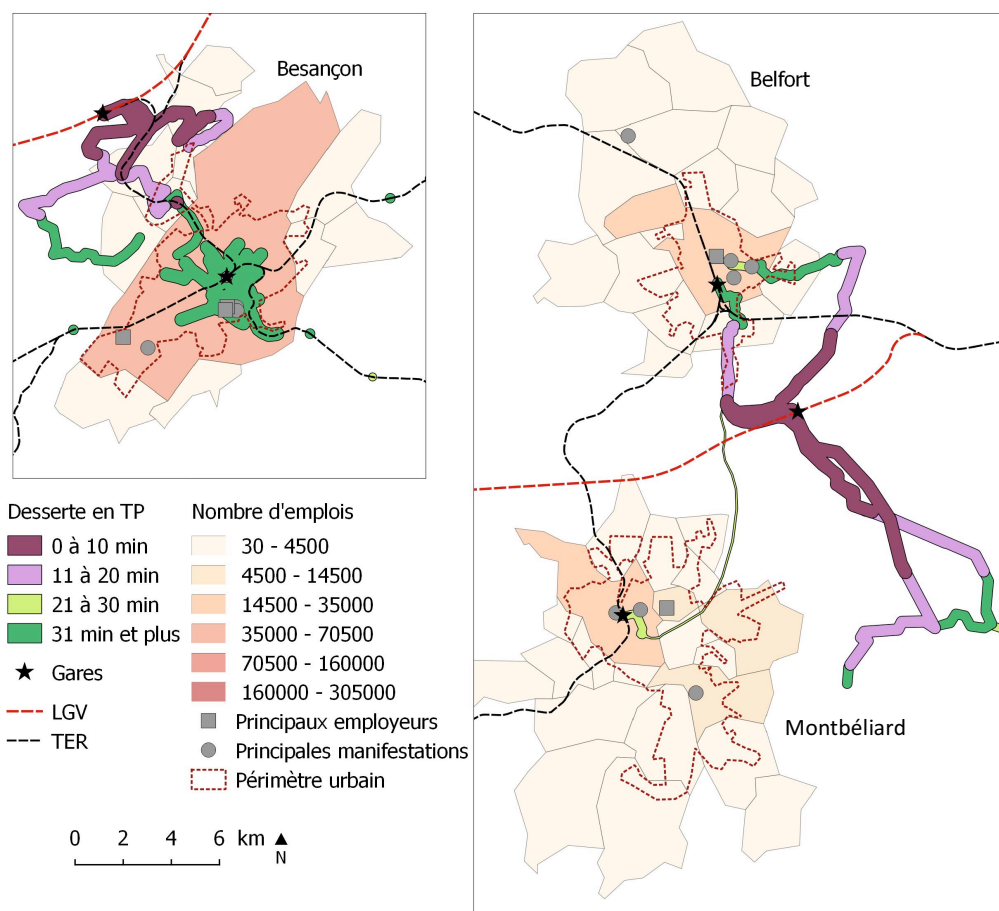 Besançon
Belfort
Montbéliard
Desserte en TP
0 à 10 min
11 à 20 min
21 à 30 min
31 min et plus
Gares
LGV
TER
Nombre d'emplois
30 - 4500
4500 - 14500
14500 - 35000
35000 - 70500
70500 - 160000
160000 - 305000
Principaux employeurs
Principales manifestations
Périmètre urbain
0 2 4 6 km
N